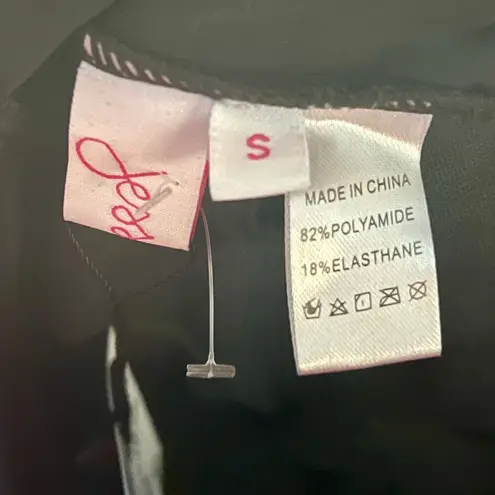 S
MADE IN CHINA
82%POLYAMIDE
18%ELASTHANE